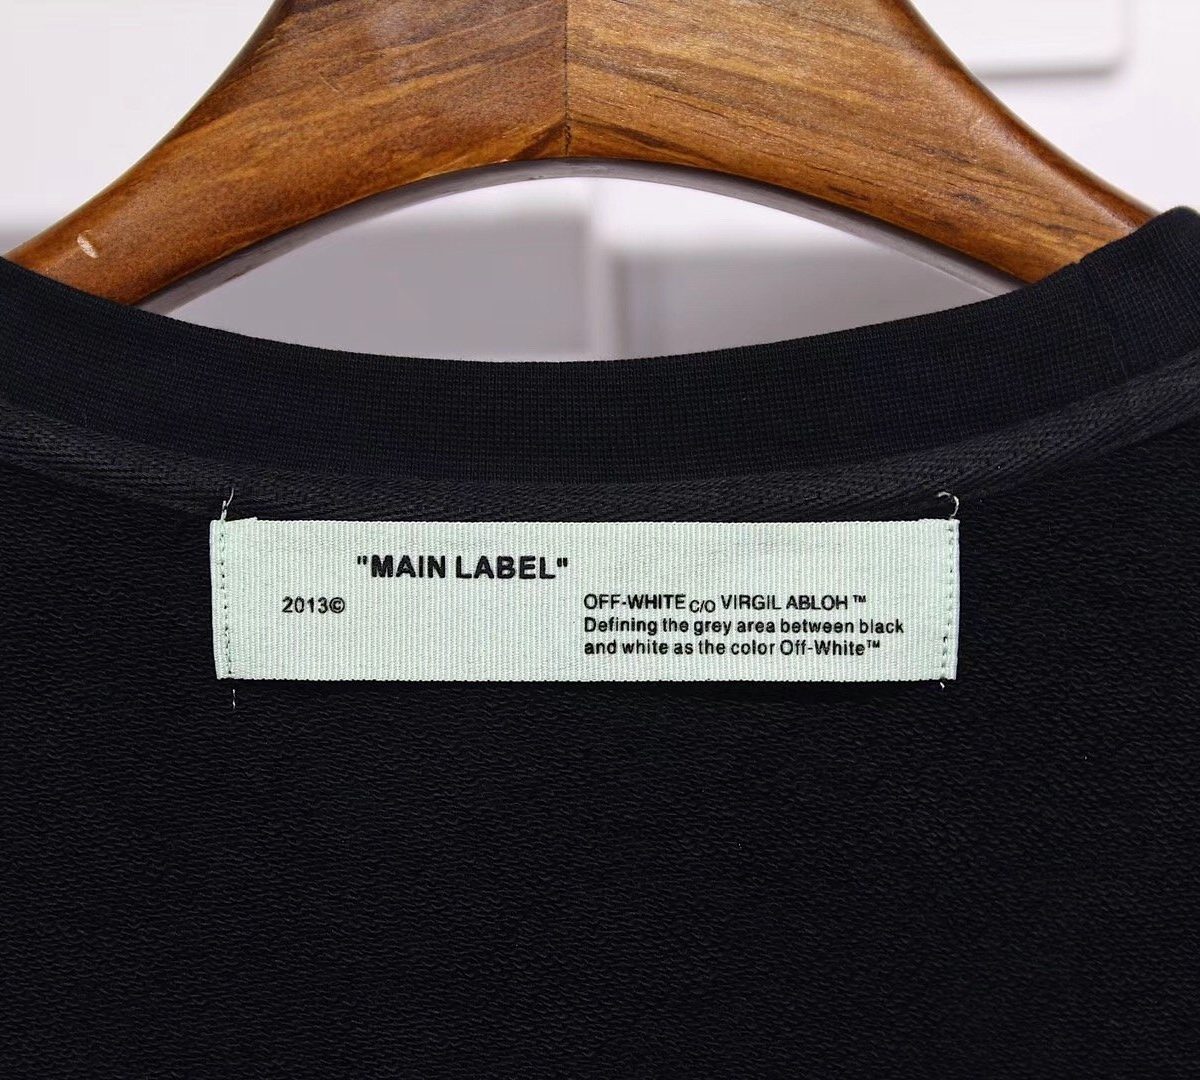 "MAIN LABEL"
2013©
OFF-WHITE C/O VIRGIL ABLOH™
Defining the grey area between black
and white as the color Off-White™